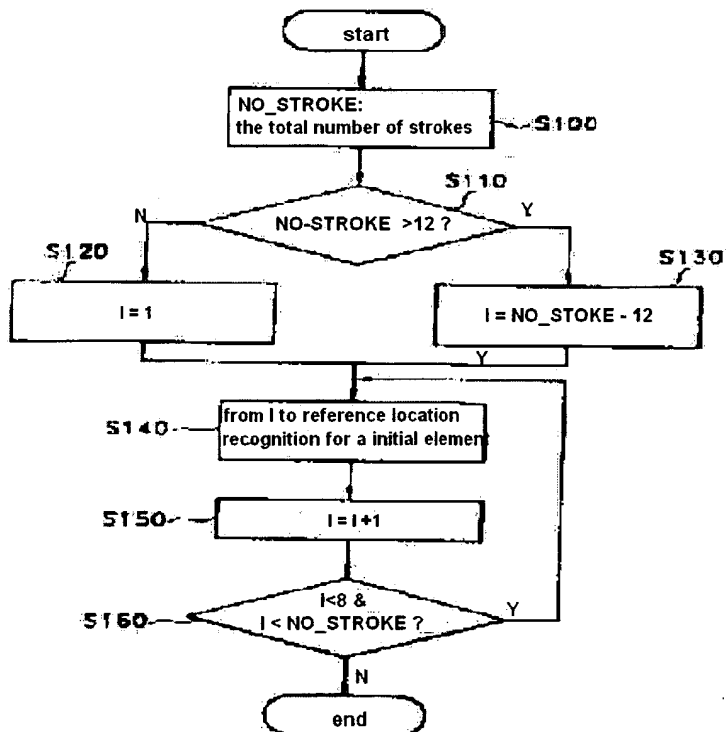 start
NO_STROKE:
the total number of strokes
S100
S110
N
NO-STROKE >12 ?
Y
S120
S130
I = 1
I = NO_STOKE - 12
Y
from I to reference location
recognition for a initial element
S140
S150
I = I+1
I<8 &
I < NO_STROKE ?
Y
S160
N
end